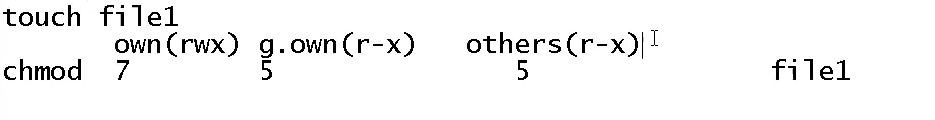 touch file1
own(rwx) g.own(r-x) others(r-x)
chmod 7 5 5 file1